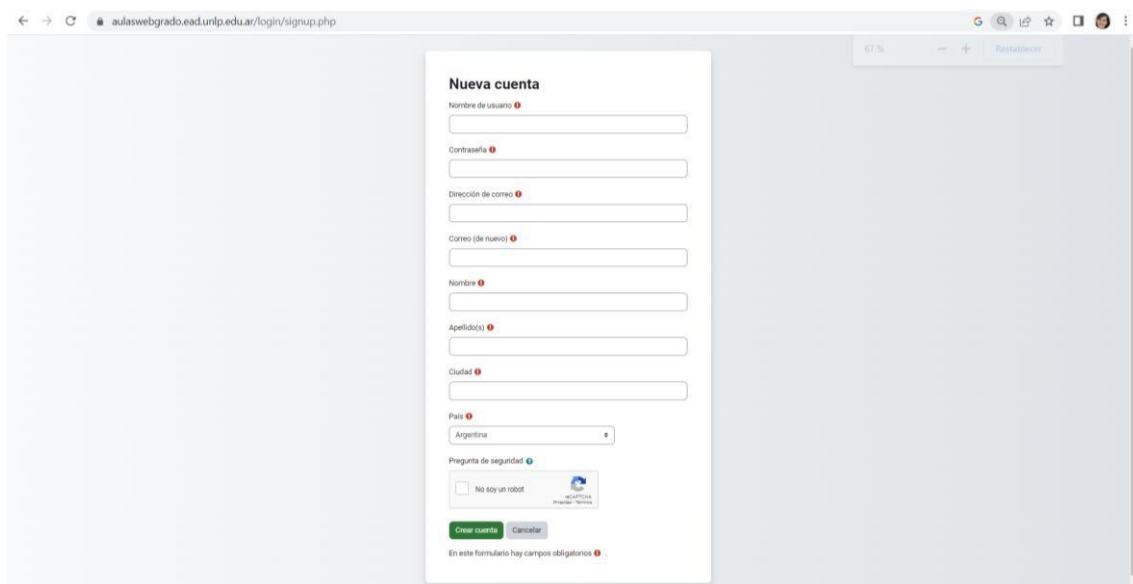 aulaswebgrado.ead.unlp.edu.ar/login/signup.php
67 % Restablecer
Nueva cuenta
Nombre de usuario
Contraseña
Dirección de correo
Correo (de nuevo)
Nombre
Apellido(s)
Ciudad
País
Argentina
Pregunta de seguridad
No soy un robot
reCAPTCHA
Privacidad - Términos
Crear cuenta Cancelar
En este formulario hay campos obligatorios .